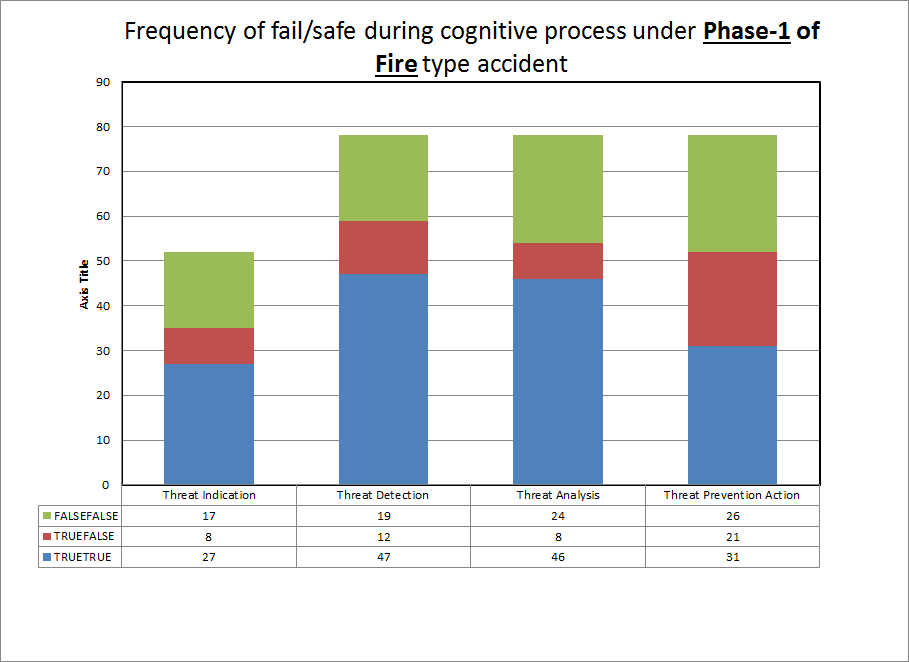 Frequency of fail/safe during cognitive process under Phase-1 of
Fire type accident
90
80
70
60
50
40
30
20
10
0
Axis Title
Threat Indication Threat Detection Threat Analysis Threat Prevention Action
FALSEFALSE 17 19 24 26
TRUEFALSE 8 12 8 21
TRUETRUE 27 47 46 31